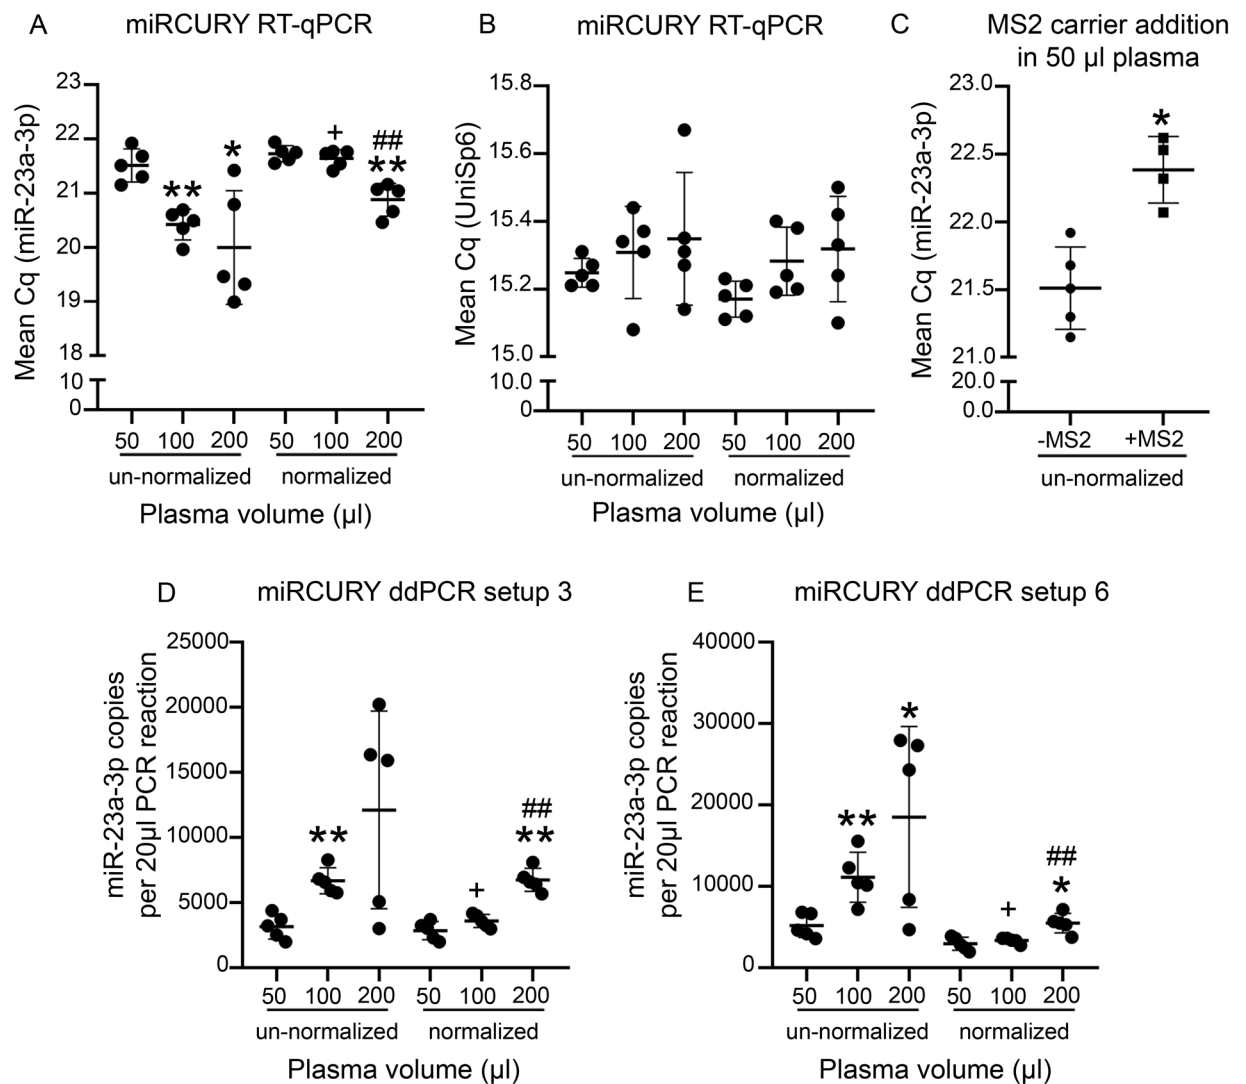 A
miRCURY RT-qPCR
Mean Cq (miR-23a-3p)
23
22
21
20
19
18
10
0
**
*
+
##
**
50 100 200 50 100 200
un-normalized normalized
Plasma volume (µl)
B
miRCURY RT-qPCR
Mean Cq (UniSp6)
15.8
15.6
15.4
15.2
15.0
10.0
0
50 100 200 50 100 200
un-normalized normalized
Plasma volume (µl)
C
MS2 carrier addition
in 50 µl plasma
Mean Cq (miR-23a-3p)
23.0
22.5
22.0
21.5
21.0
20.0
0.0
*
-MS2 +MS2
un-normalized
D
miRCURY ddPCR setup 3
miR-23a-3p copies
per 20µl PCR reaction
25000
20000
15000
10000
5000
0
**
+
##
**
50 100 200 50 100 200
un-normalized normalized
Plasma volume (µl)
E
miRCURY ddPCR setup 6
miR-23a-3p copies
per 20µl PCR reaction
40000
30000
20000
10000
0
**
*
+
##
*
50 100 200 50 100 200
un-normalized normalized
Plasma volume (µl)